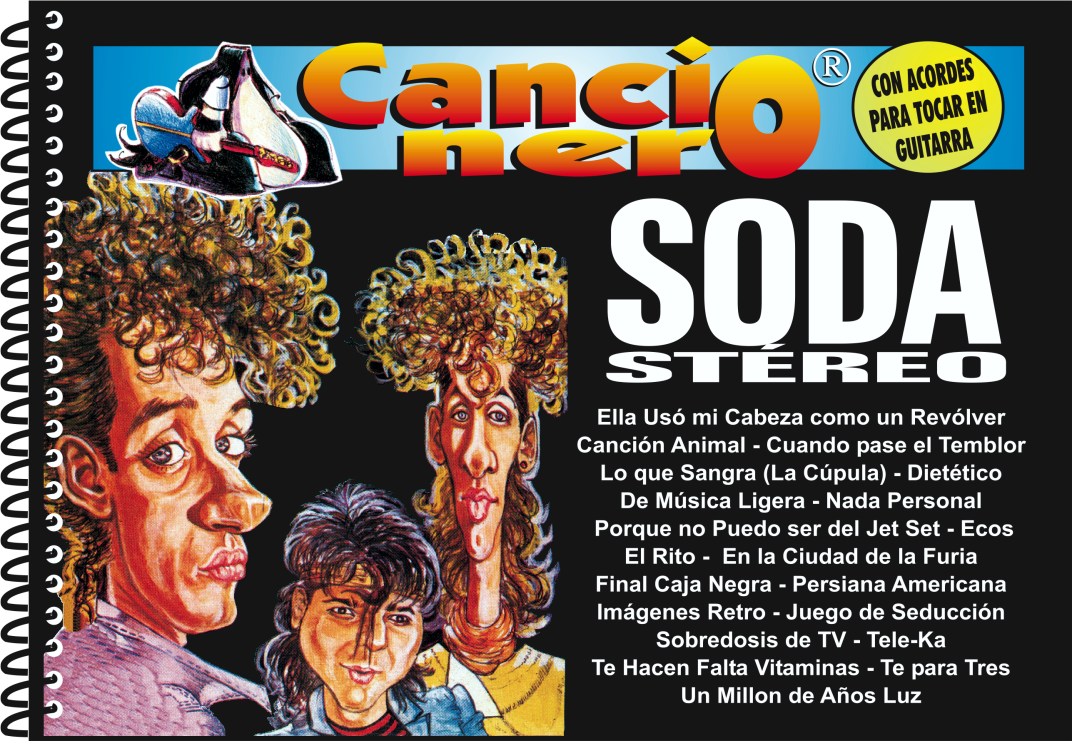 Cancio
nero
®
CON ACORDES
PARA TOCAR EN
GUITARRA
SODA
STÉREO
Ella Usó mi Cabeza como un Revólver
Canción Animal - Cuando pase el Temblor
Lo que Sangra (La Cúpula) - Dietético
De Música Ligera - Nada Personal
Porque no Puedo ser del Jet Set - Ecos
El Rito - En la Ciudad de la Furia
Final Caja Negra - Persiana Americana
Imágenes Retro - Juego de Seducción
Sobredosis de TV - Tele-Ka
Te Hacen Falta Vitaminas - Te para Tres
Un Millon de Años Luz